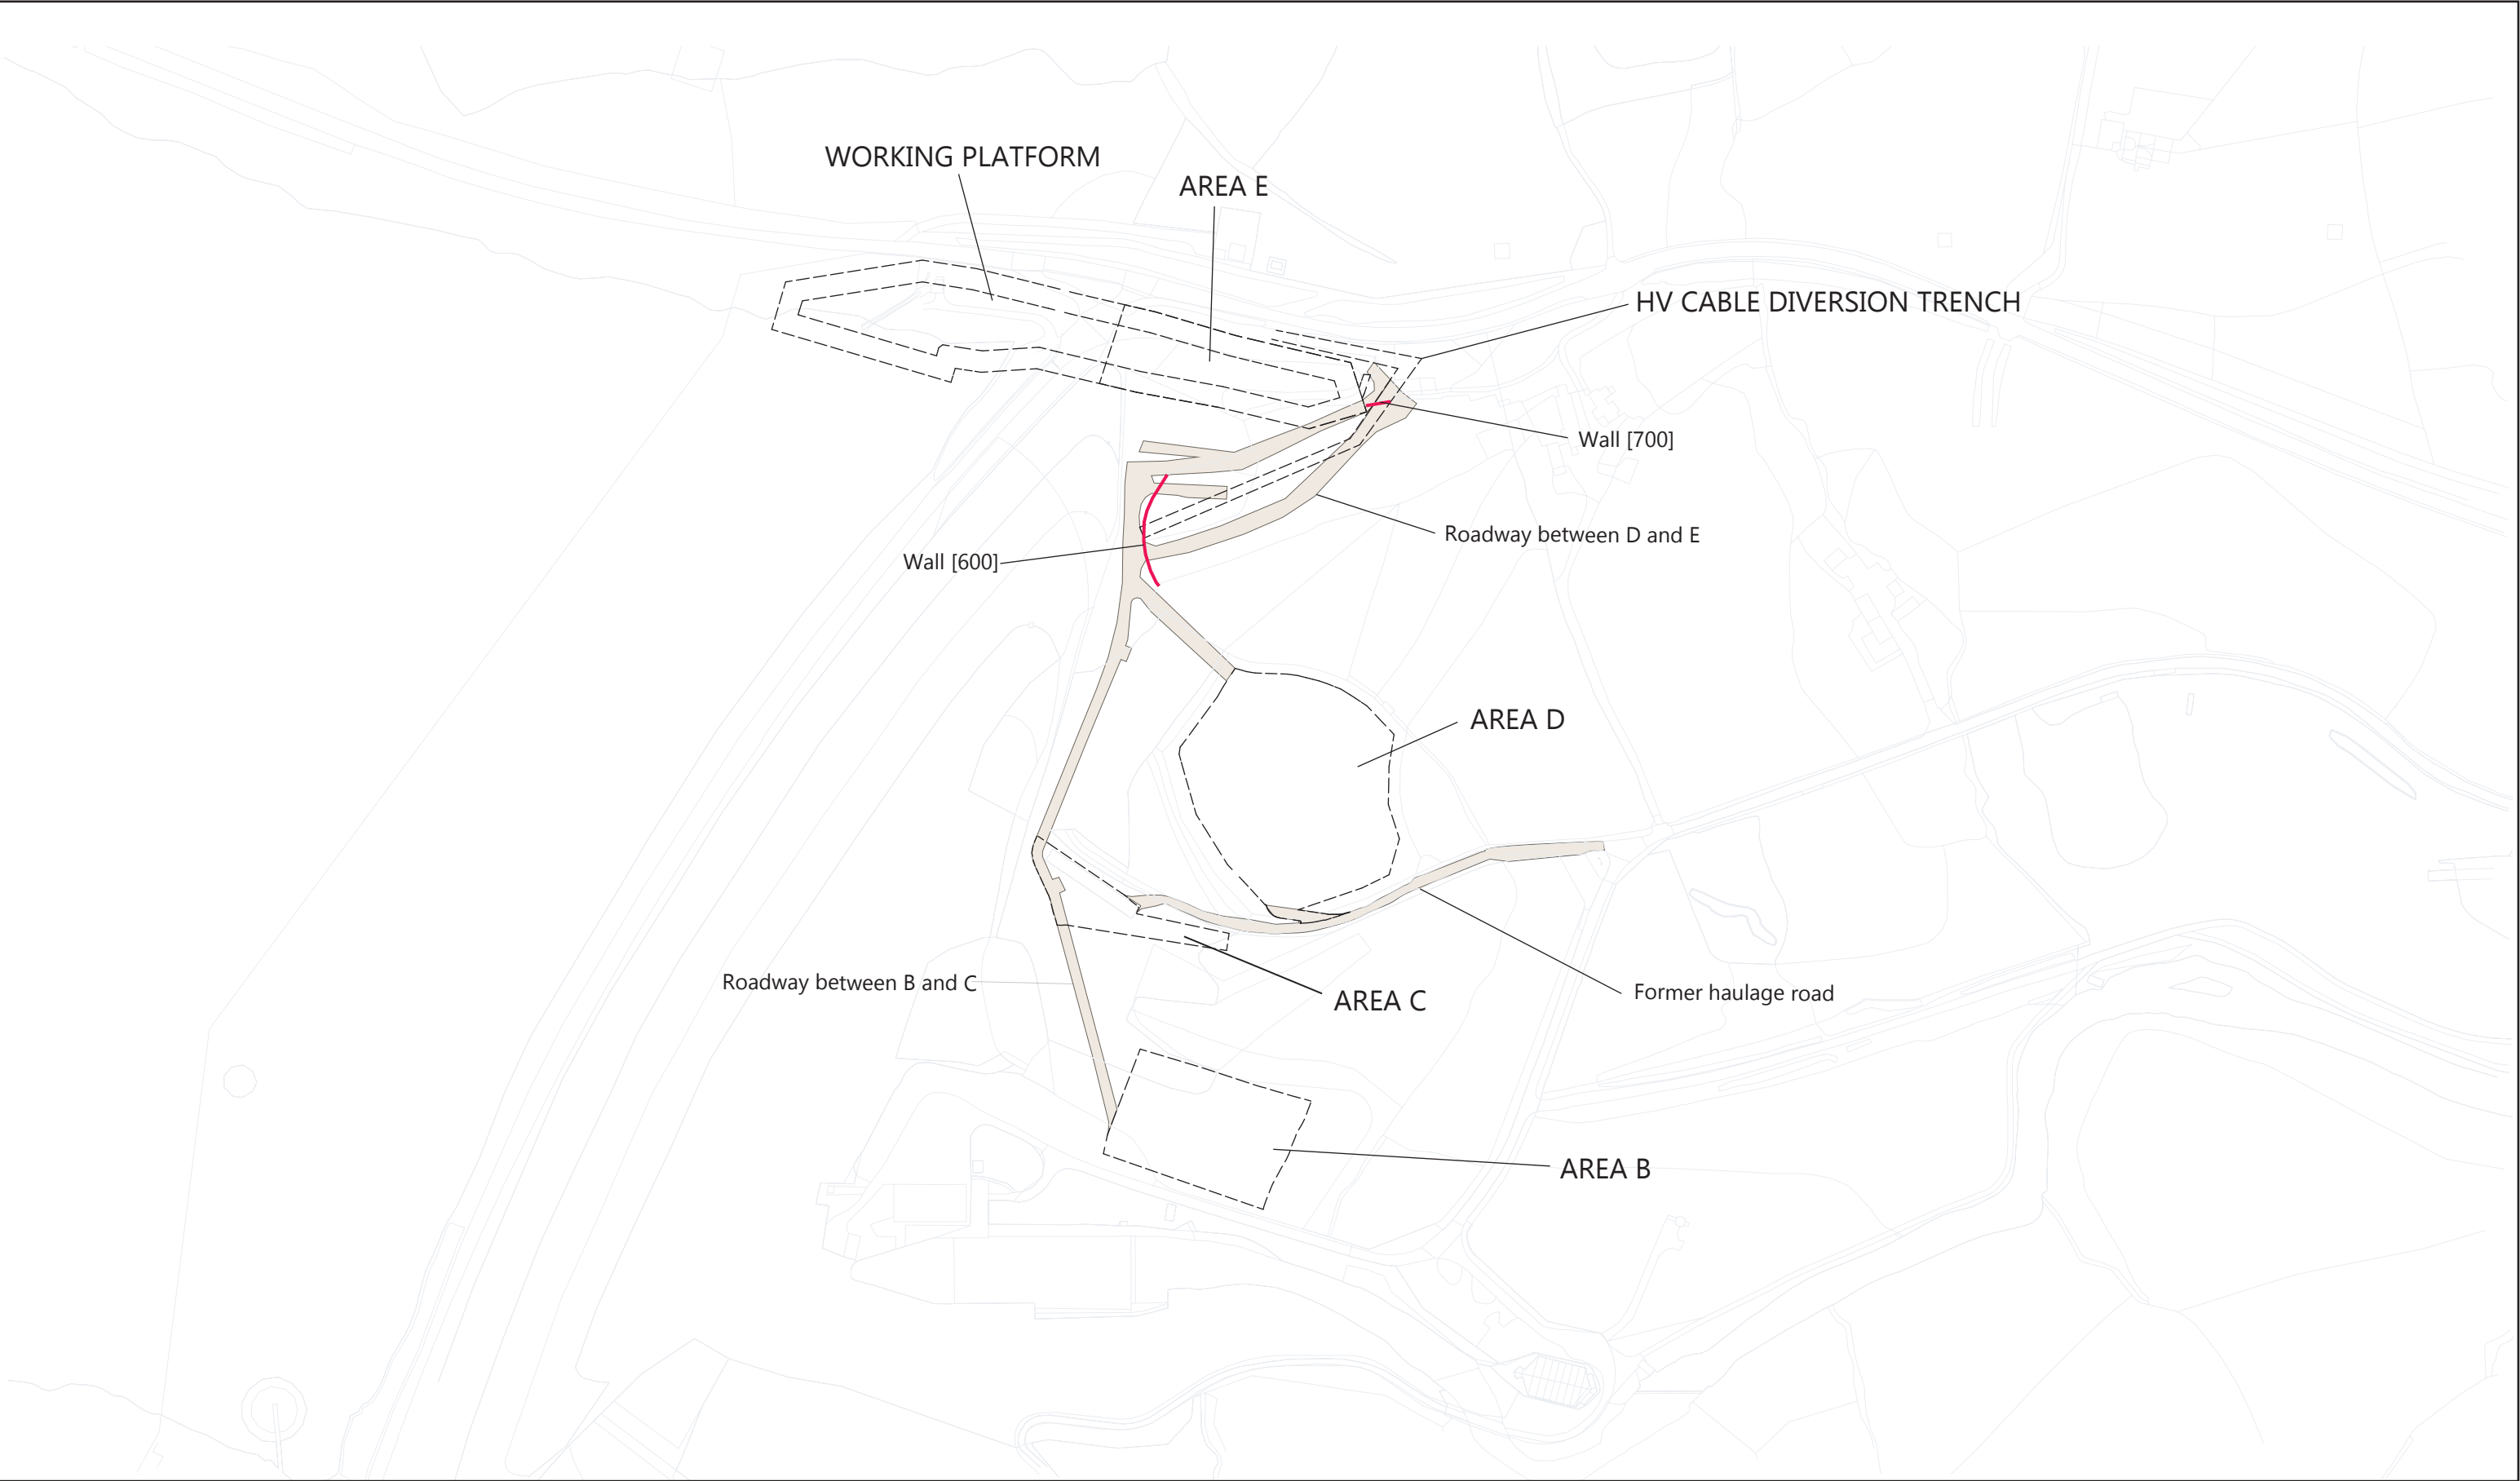 WORKING PLATFORM
AREA E
HV CABLE DIVERSION TRENCH
Wall [700]
Roadway between D and E
Wall [600]
AREA D
Roadway between B and C
AREA C
Former haulage road
AREA B